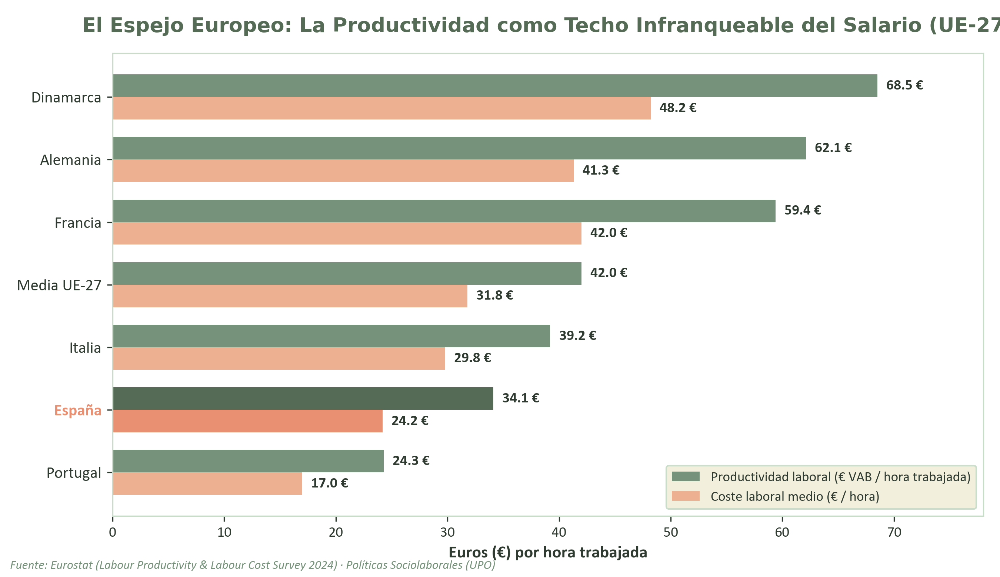 El Espejo Europeo: La Productividad como Techo Infranqueable del Salario (UE-27
Dinamarca
68.5 €
48.2 €
Alemania
62.1 €
41.3 €
Francia
59.4 €
42.0 €
Media UE-27
42.0 €
31.8 €
Italia
39.2 €
29.8 €
España
34.1 €
24.2 €
Portugal
24.3 €
17.0 €
Productividad laboral (€ VAB / hora trabajada)
Coste laboral medio (€ / hora)
0 10 20 30 40 50 60 70
Euros (€) por hora trabajada
Fuente: Eurostat (Labour Productivity & Labour Cost Survey 2024) · Políticas Sociolaborales (UPO)